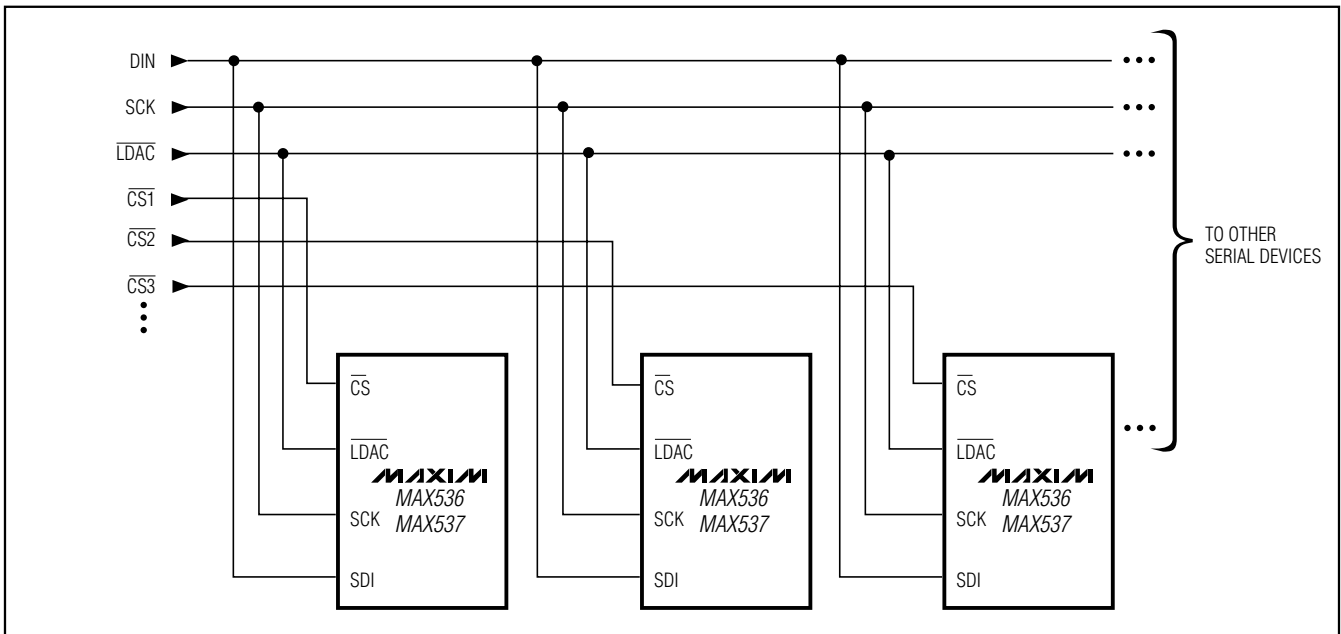 DIN
SCK
LDAC
CS1
CS2
CS3
TO OTHER
SERIAL DEVICES
CS
LDAC
MAXIM
MAX536
MAX537
SCK
SDI
CS
LDAC
MAXIM
MAX536
MAX537
SCK
SDI
CS
LDAC
MAXIM
MAX536
MAX537
SCK
SDI